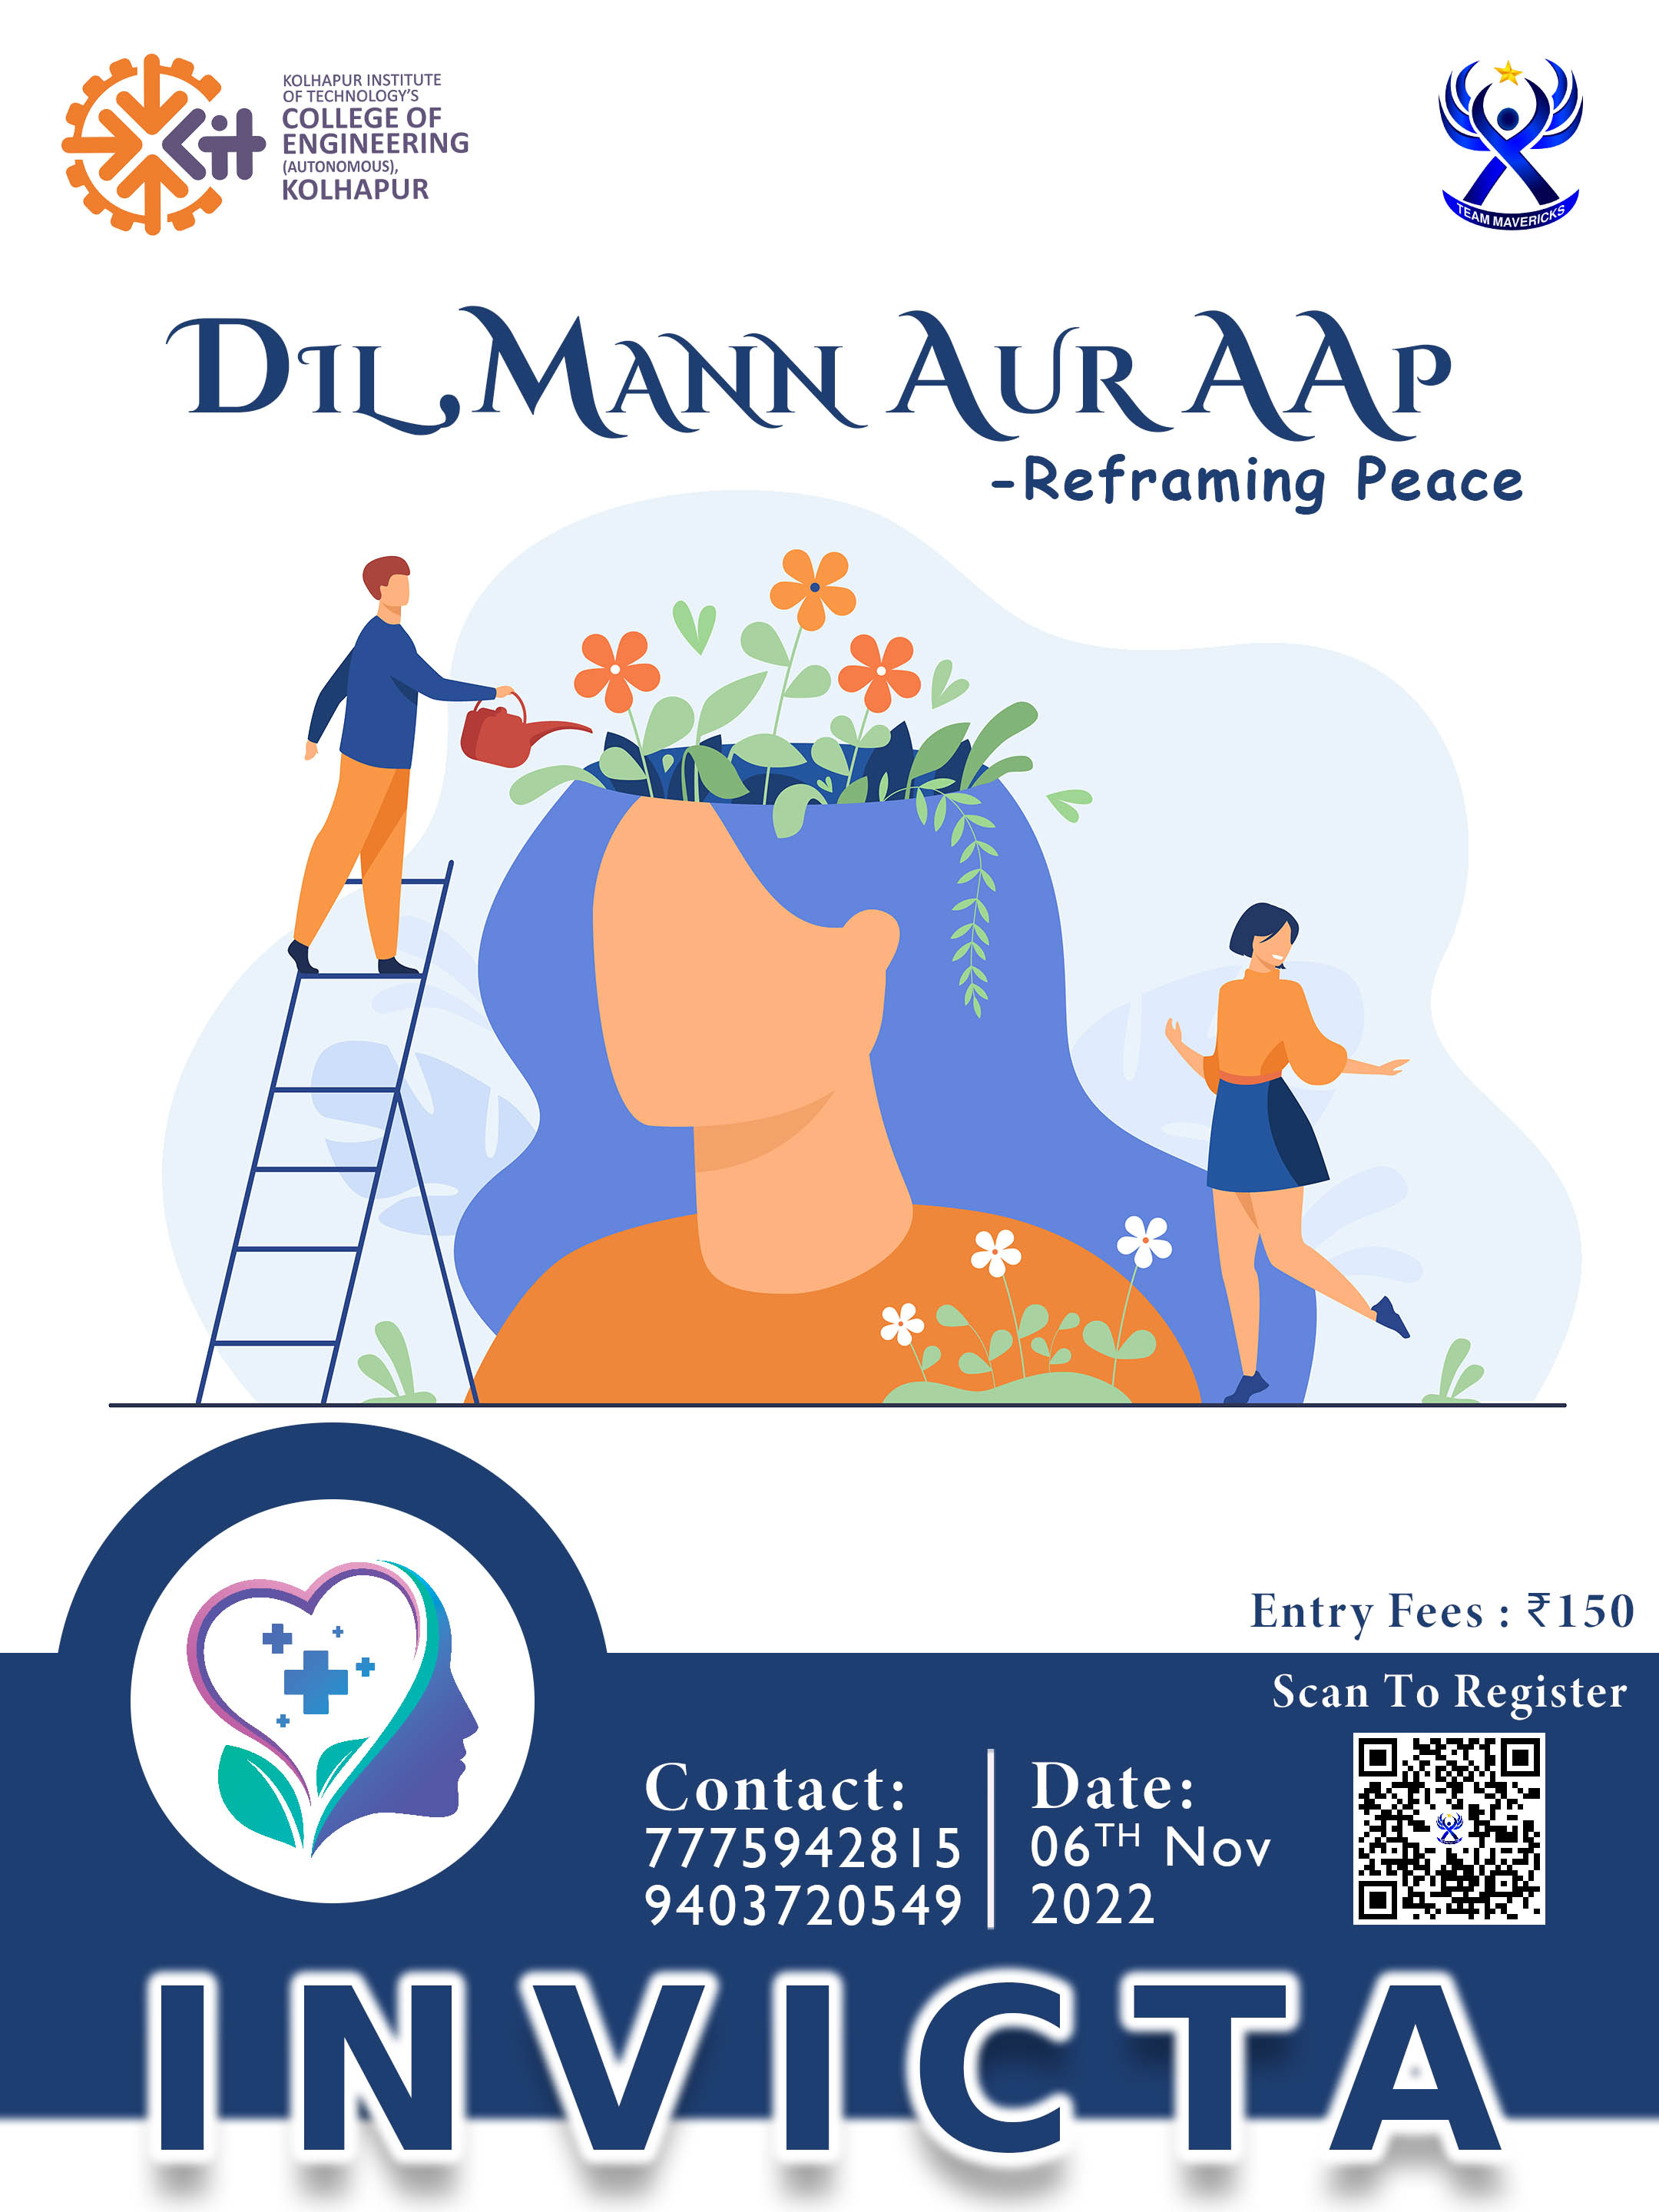 KOLHAPUR INSTITUTE
OF TECHNOLOGY'S
COLLEGE OF
ENGINEERING
(AUTONOMOUS),
KOLHAPUR
Kit
TEAM MAVERICKS
DIL, MANN AUR AAP
-Reframing Peace
Entry Fees : ₹150
Scan To Register
Contact:
7775942815
9403720549
Date:
06TH Nov
2022
INVICTA